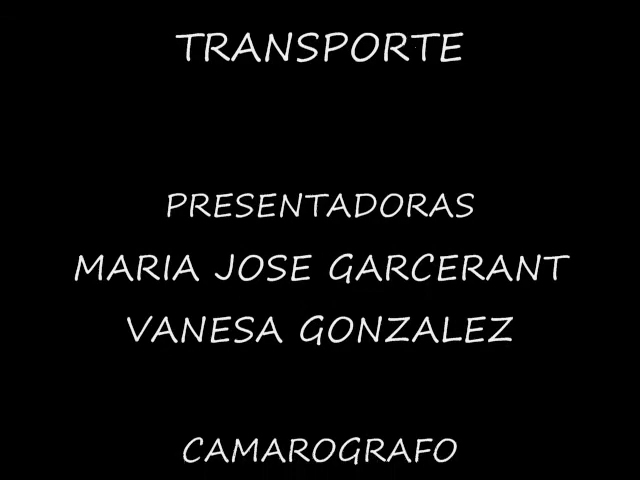 TRANSPORTE
PRESENTADORAS
MARIA JOSE GARCERANT
VANESA GONZALEZ
CAMAROGRAFO